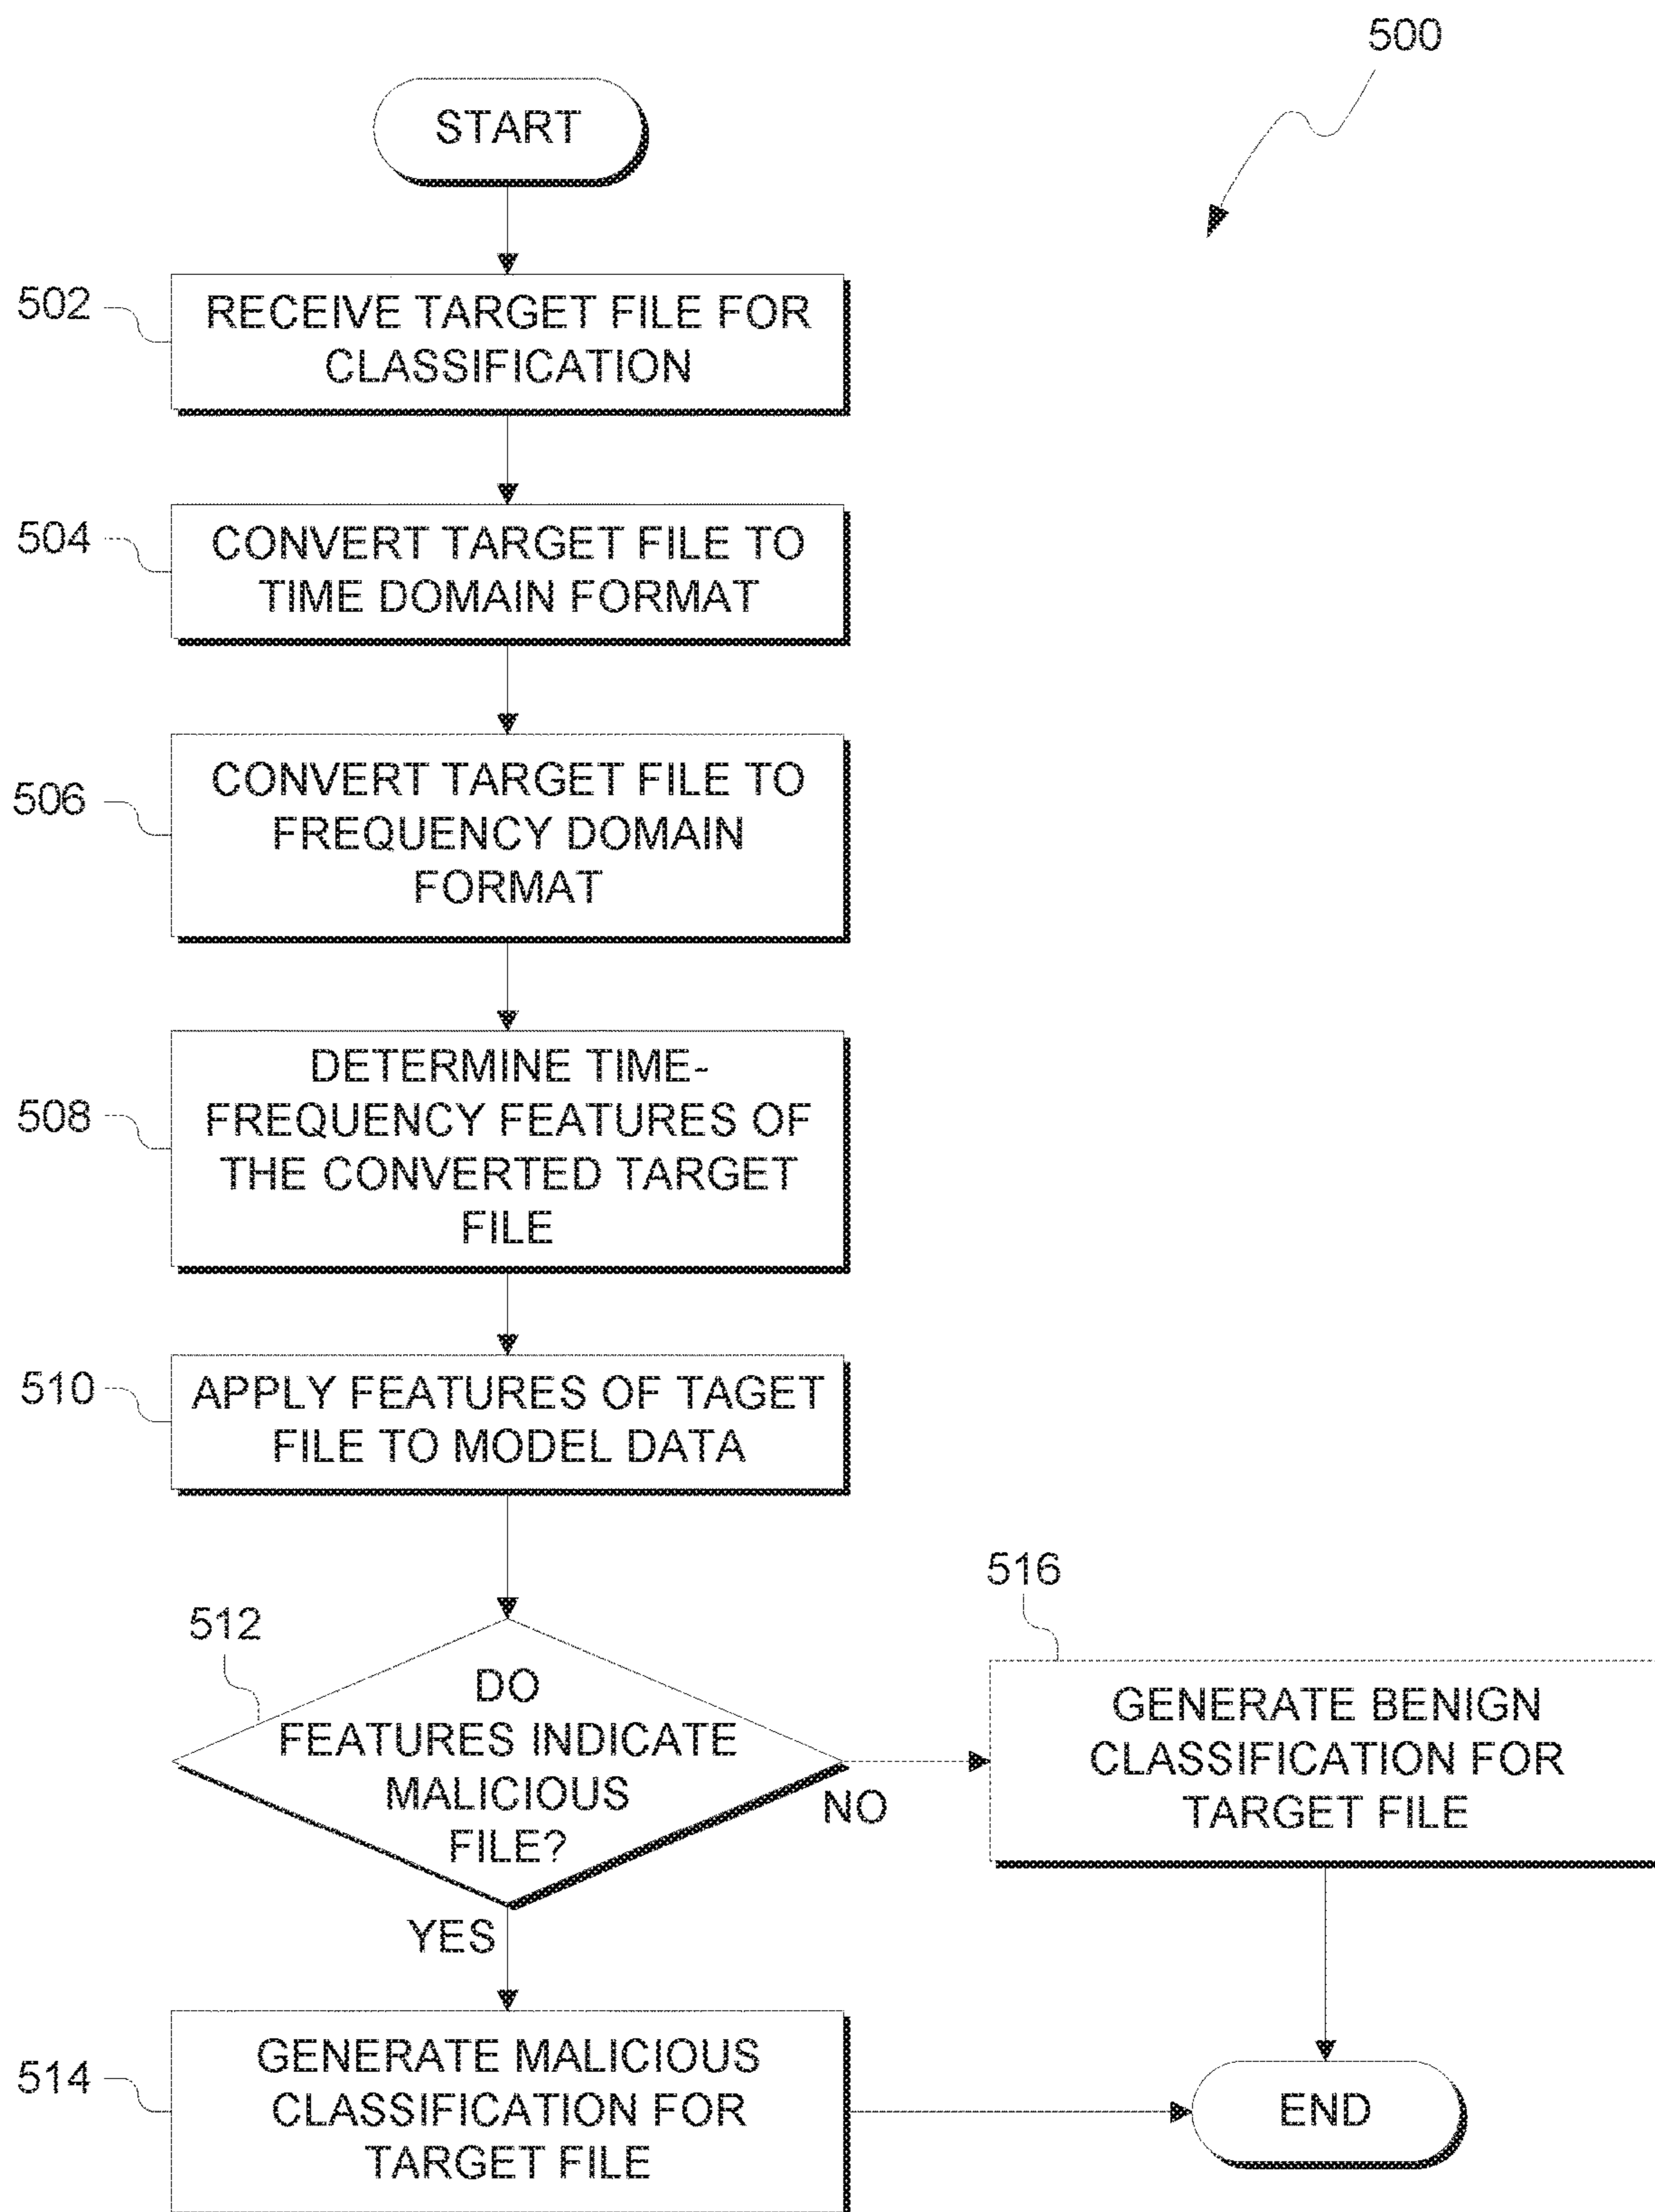 500
START
502
RECEIVE TARGET FILE FOR
CLASSIFICATION
504
CONVERT TARGET FILE TO
TIME DOMAIN FORMAT
506
CONVERT TARGET FILE TO
FREQUENCY DOMAIN
FORMAT
508
DETERMINE TIME-
FREQUENCY FEATURES OF
THE CONVERTED TARGET
FILE
510
APPLY FEATURES OF TAGET
FILE TO MODEL DATA
512
DO
FEATURES INDICATE
MALICIOUS
FILE?
NO
516
GENERATE BENIGN
CLASSIFICATION FOR
TARGET FILE
YES
514
GENERATE MALICIOUS
CLASSIFICATION FOR
TARGET FILE
END